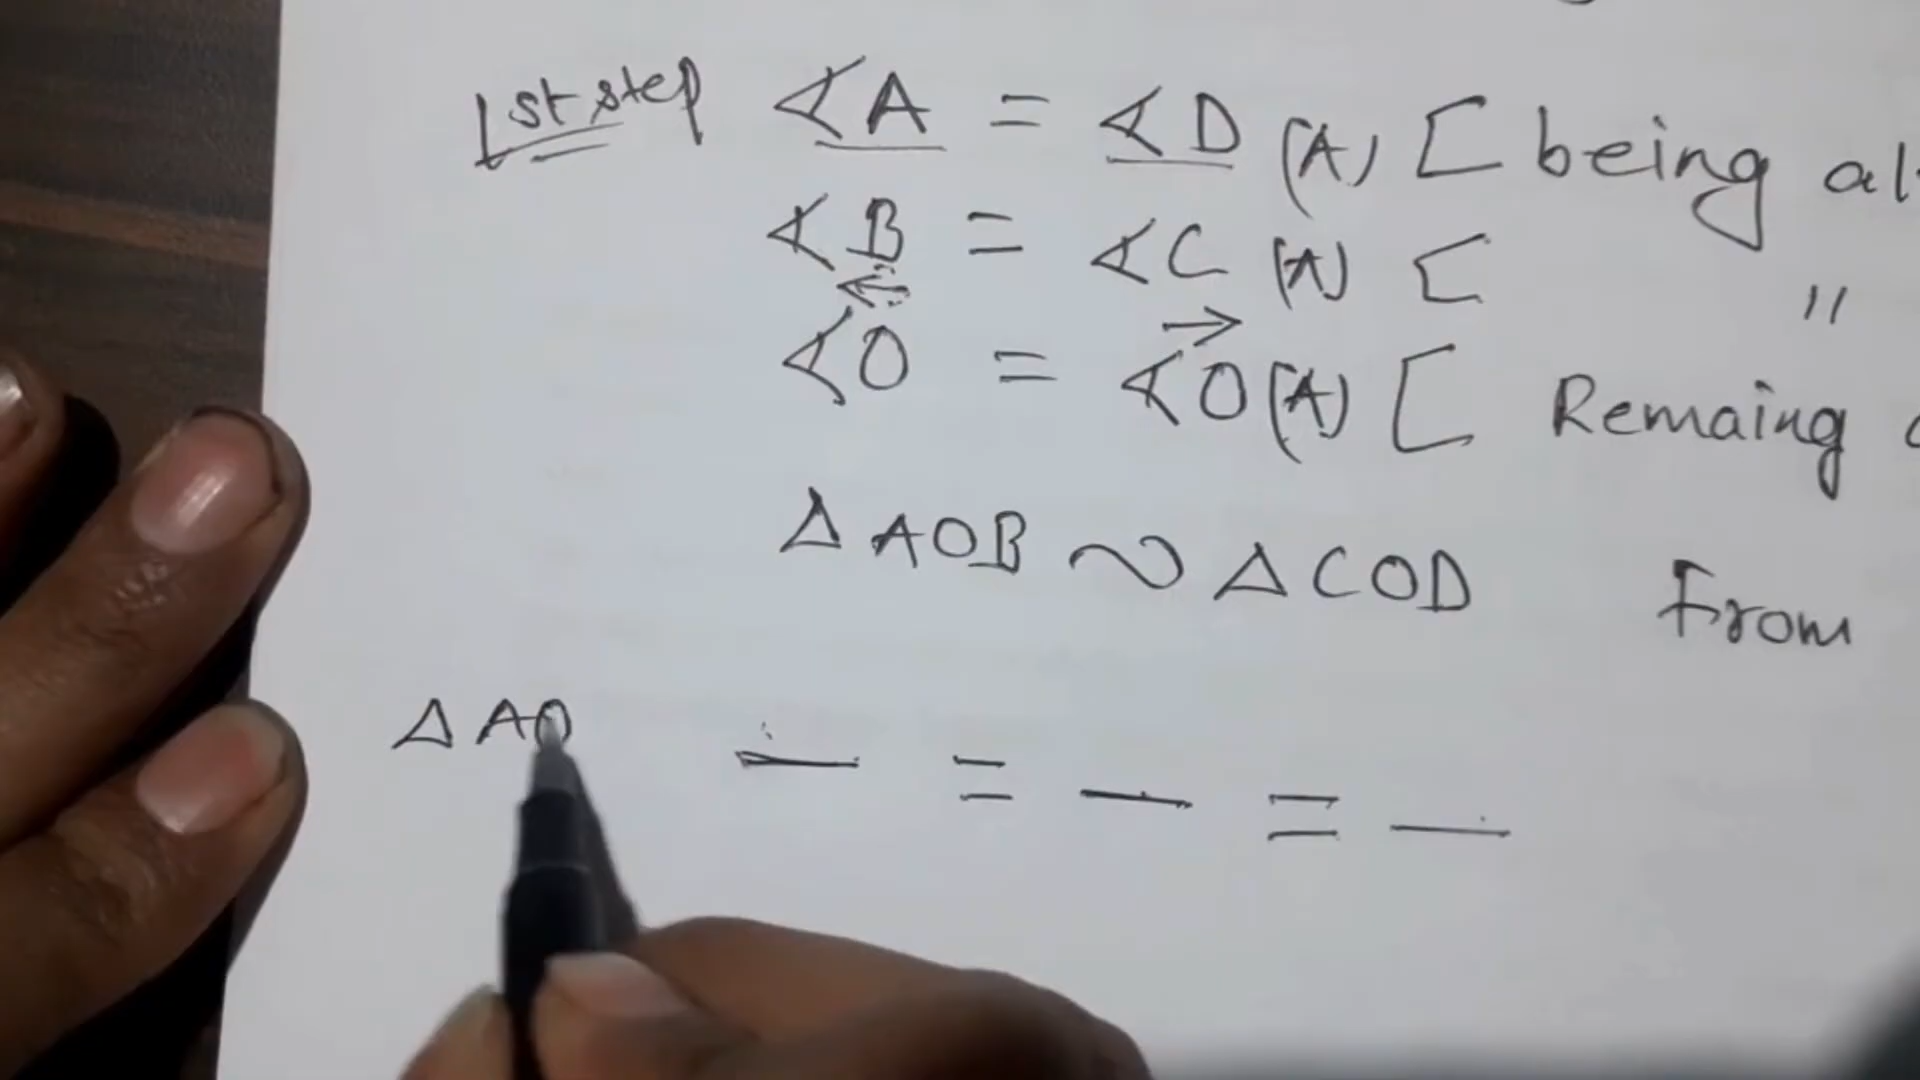 1st step ∢A = ∢D (A) [being al
∢B = ∢C (A) [ "
← →
∢O = ∢O (A) [Remaing
△AOB ~ △COD From
△AO — = — = —